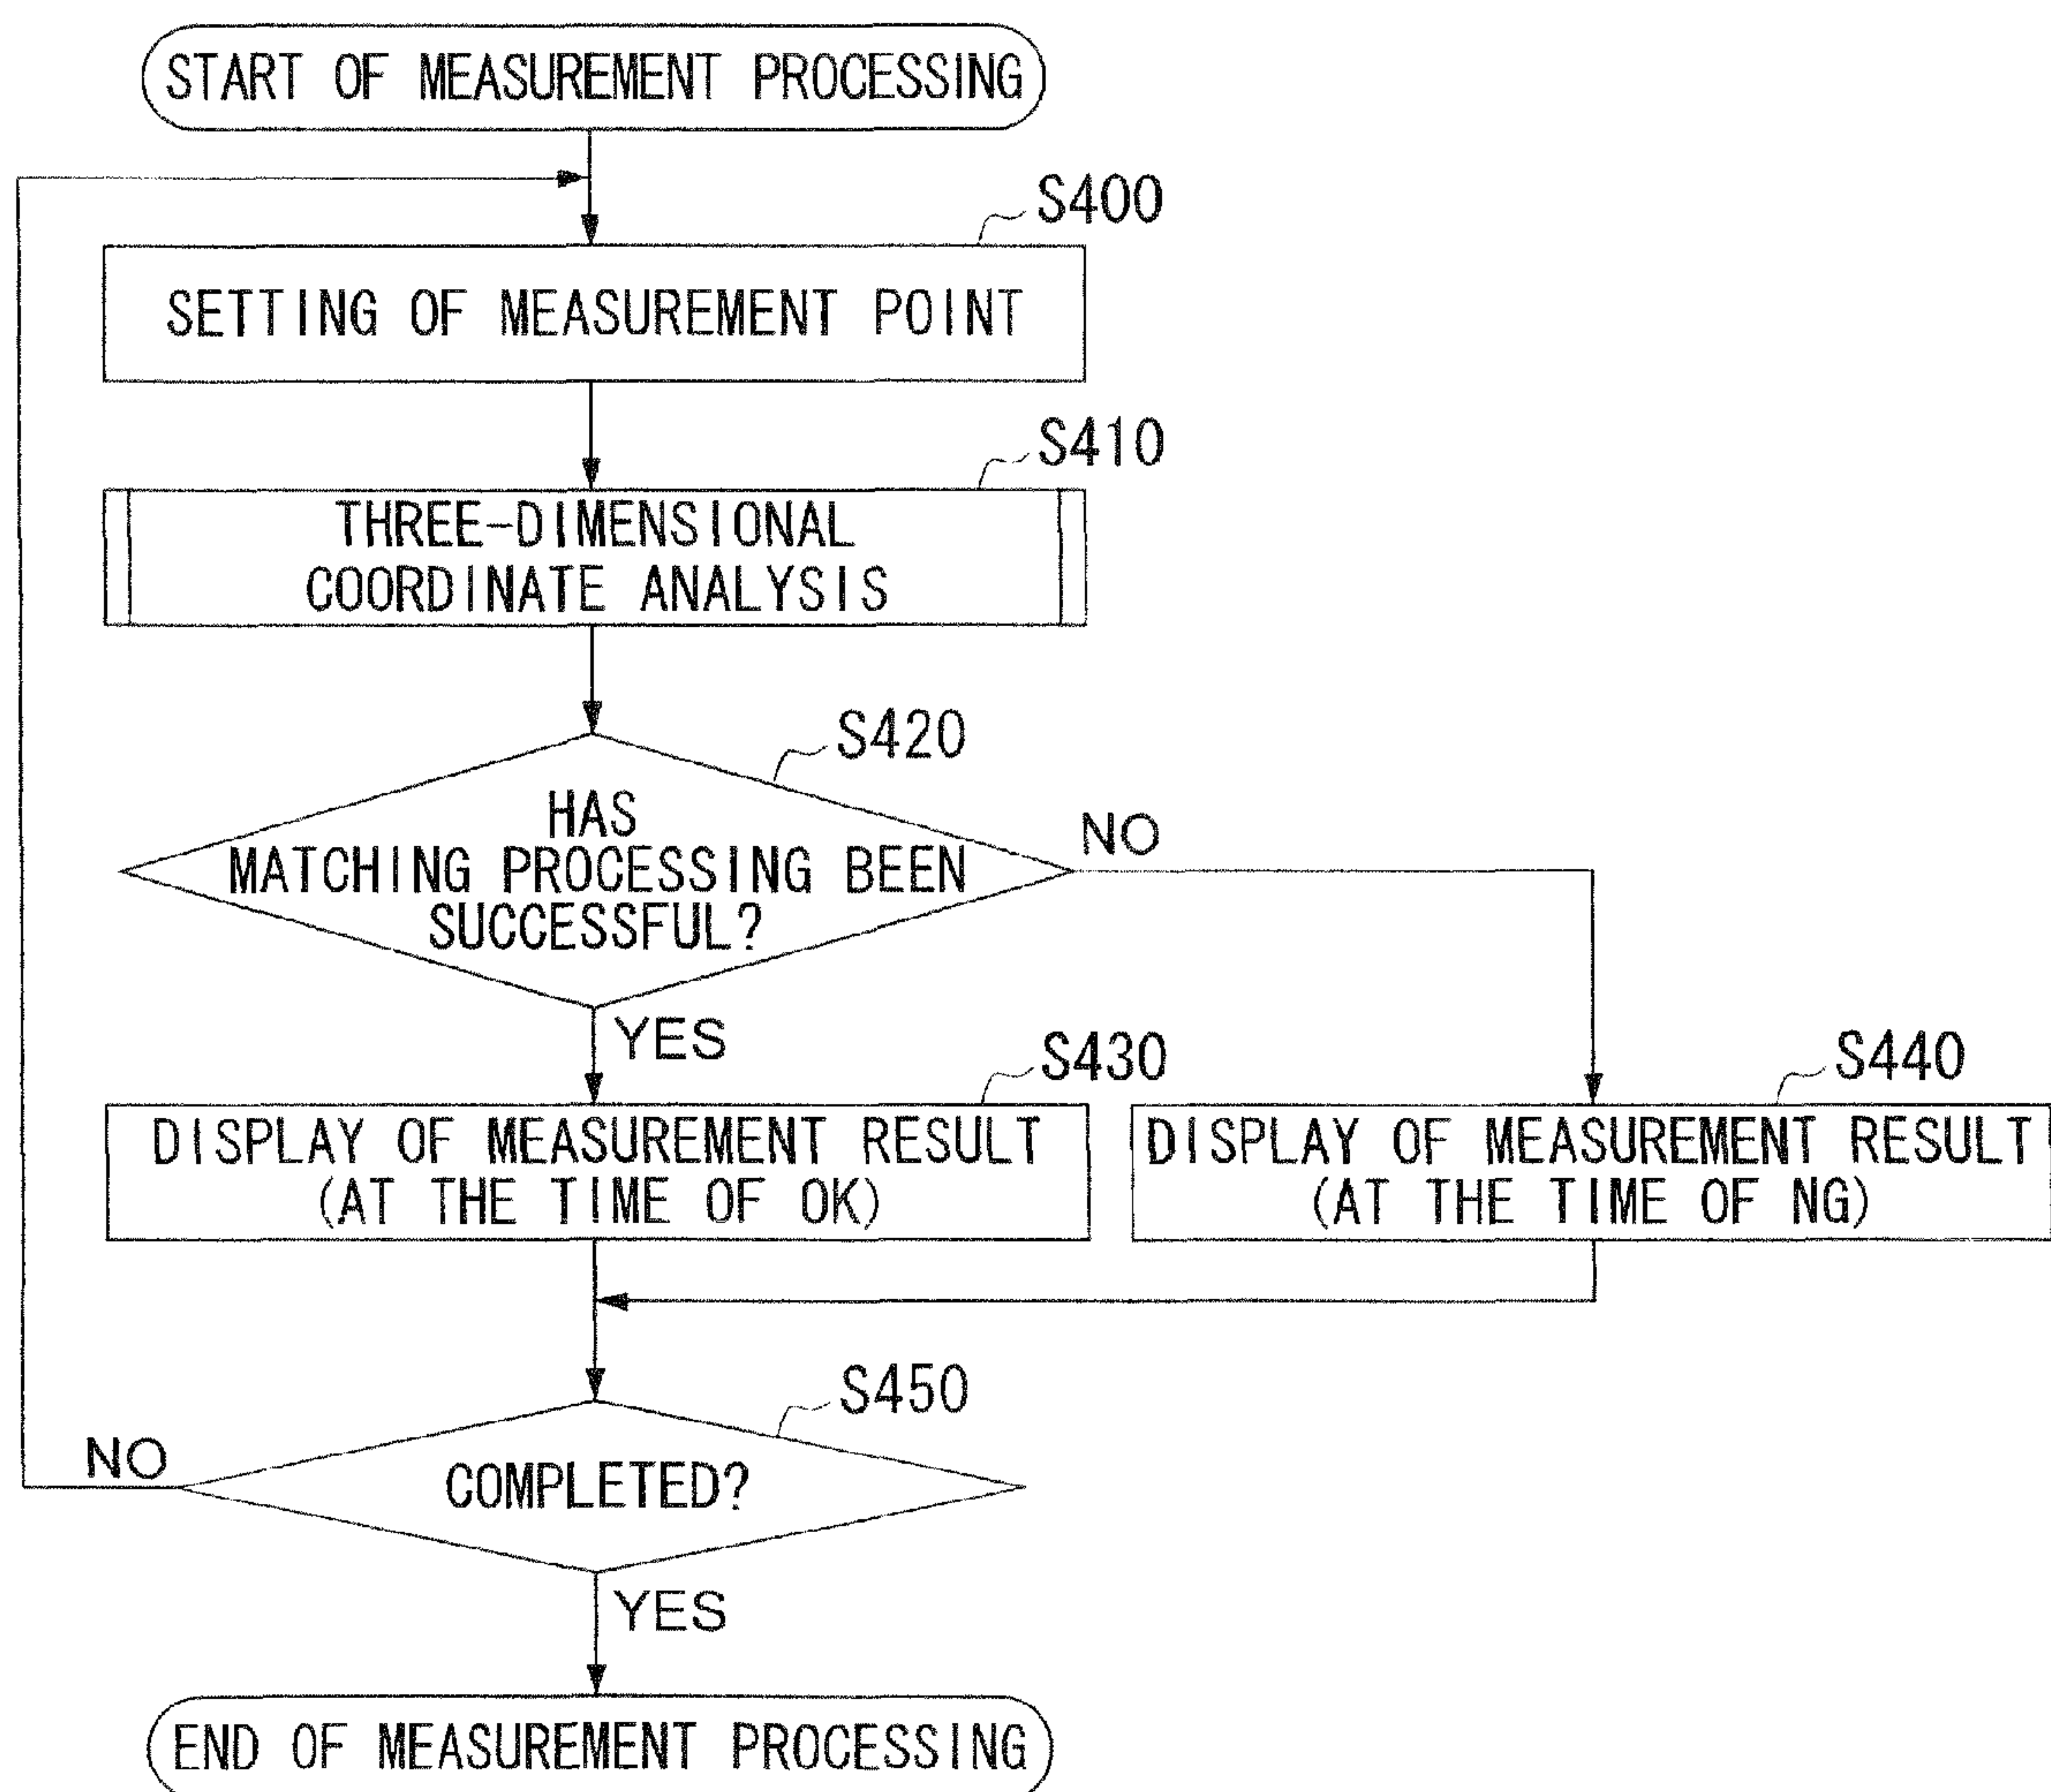 START OF MEASUREMENT PROCESSING
S400
SETTING OF MEASUREMENT POINT
S410
THREE-DIMENSIONAL
COORDINATE ANALYSIS
S420
HAS
MATCHING PROCESSING BEEN
SUCCESSFUL?
NO
YES
S430
DISPLAY OF MEASUREMENT RESULT
(AT THE TIME OF OK)
S440
DISPLAY OF MEASUREMENT RESULT
(AT THE TIME OF NG)
S450
COMPLETED?
NO
YES
END OF MEASUREMENT PROCESSING